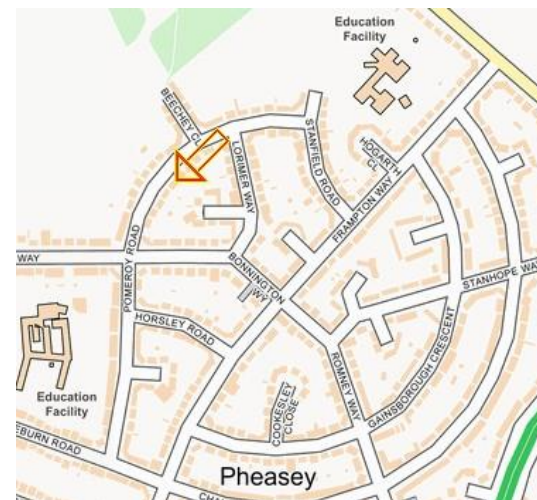 Education
Facility
BEECHEY CL
LORIMER WAY
STANFIELD ROAD
HOGARTH
CL
FRAMPTON WAY
WAY
POMEROY ROAD
BONNINGTON
WY
STANHOPE WAY
HORSLEY ROAD
ROMNEY WAY
GAINSBOROUGH CRESCENT
COOKESLEY
CLOSE
Education
Facility
EBURN ROAD
Pheasey
CHA